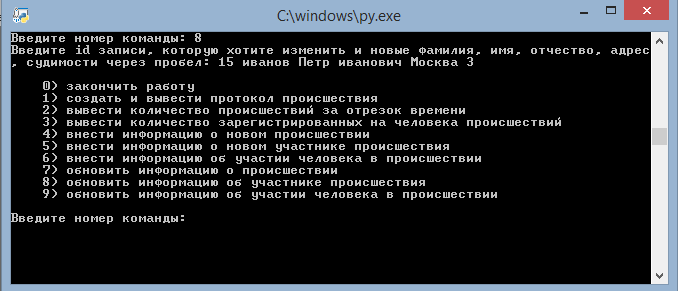 C:\windows\py.exe
Введите номер команды: 8
Введите id записи, которую хотите изменить и новые фамилия, имя, отчество, адрес
, судимости через пробел: 15 иванов Петр иванович Москва 3
0) закончить работу
1) создать и вывести протокол происшествия
2) вывести количество происшествий за отрезок времени
3) вывести количество зарегистрированных на человека происшествий
4) внести информацию о новом происшествии
5) внести информацию о новом участнике происшествия
6) внести информацию об участии человека в происшествии
7) обновить информацию о происшествии
8) обновить информацию об участнике происшествия
9) обновить информацию об участии человека в происшествии
Введите номер команды: